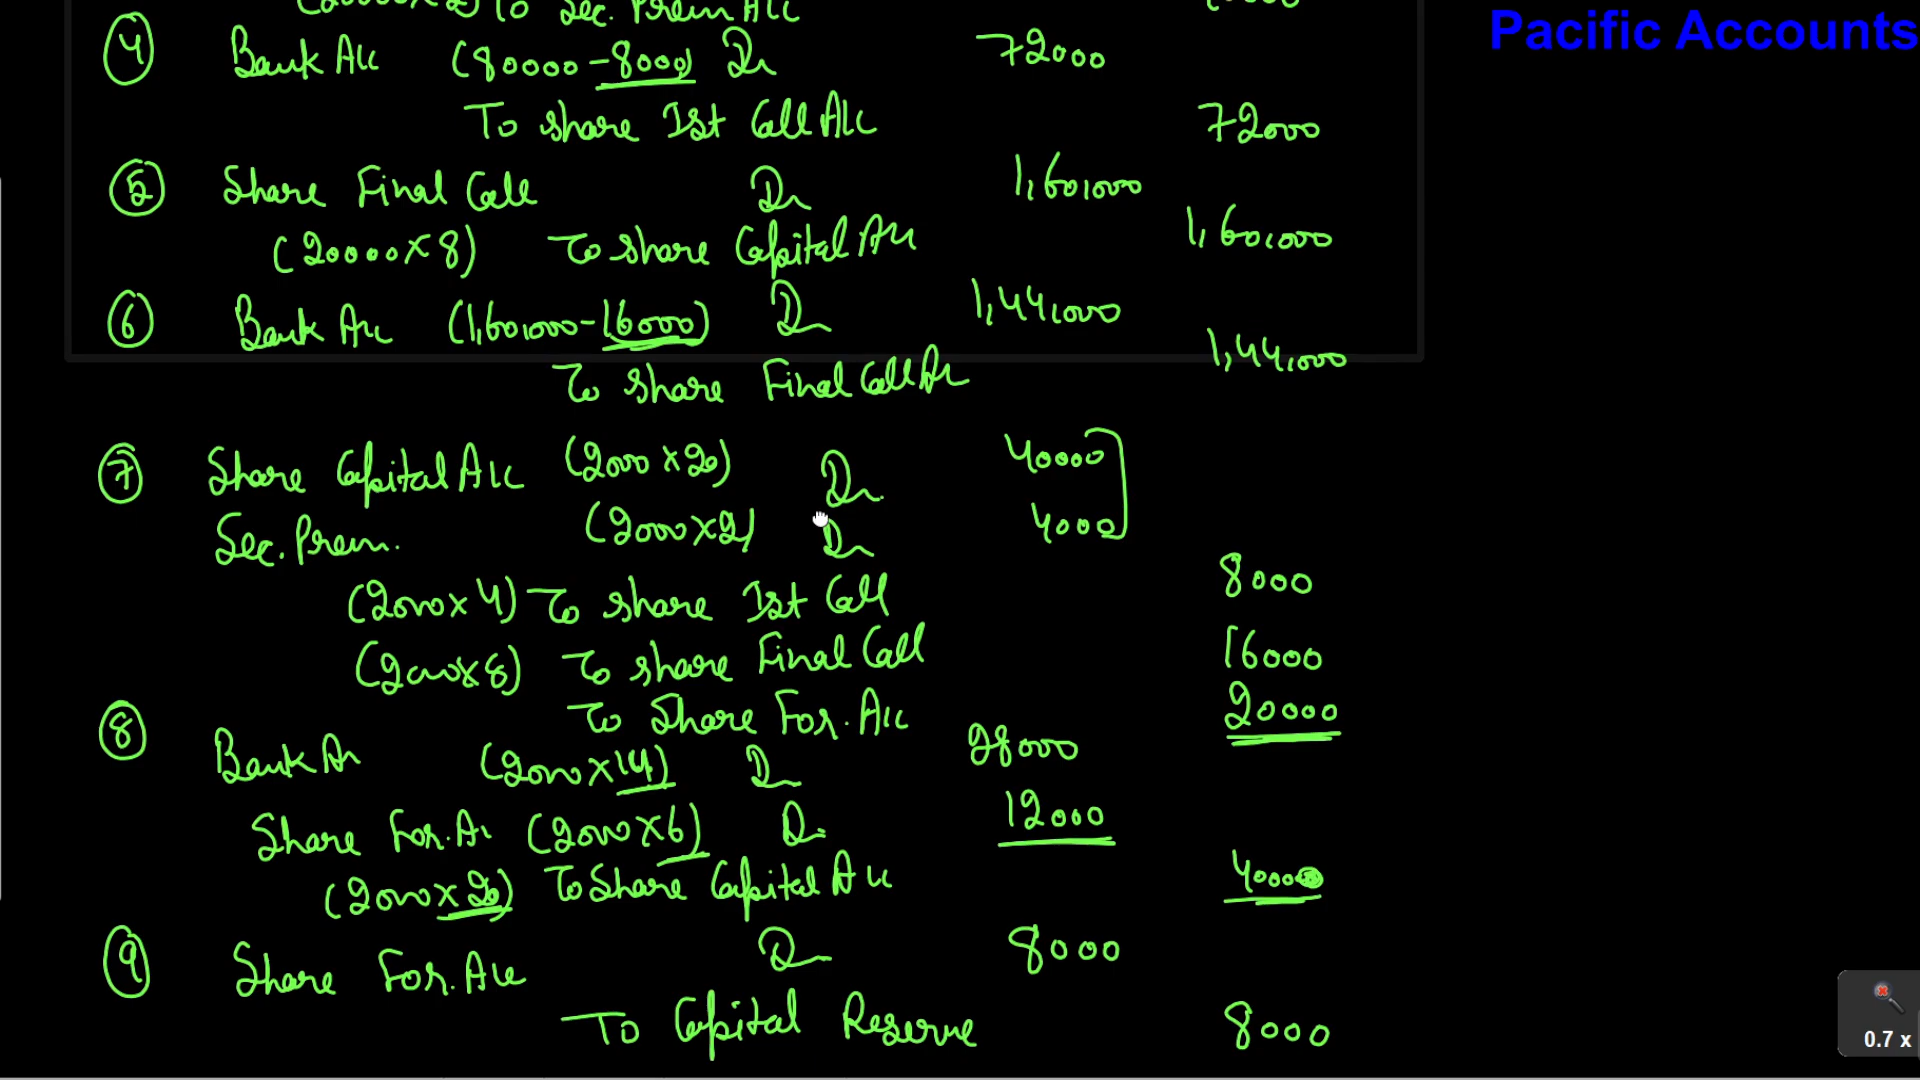 To Sec. Prem A/c
Pacific Accounts
(4) Bank A/c (80000-8000) Dr 72000
To share Ist Call A/c 72000
(5) Share Final Call Dr 1,60,000
(20000×8) To share Capital A/c 1,60,000
(6) Bank A/c (1,60,000-16000) Dr 1,44,000
To share Final Call A/c 1,44,000
(7) Share Capital A/c (2000×20) Dr. 40000
Sec. Prem. (2000×2) Dr 4000
(2000×4) To share Ist Call 8000
(2000×8) To share Final Call 16000
To Share For. A/c 20000
(8) Bank A/c (2000×14) Dr 28000
Share For. A/c (2000×6) Dr. 12000
(2000×20) To Share Capital A/c 40000
(9) Share For. A/c Dr 8000
To Capital Reserve 8000
0.7 x